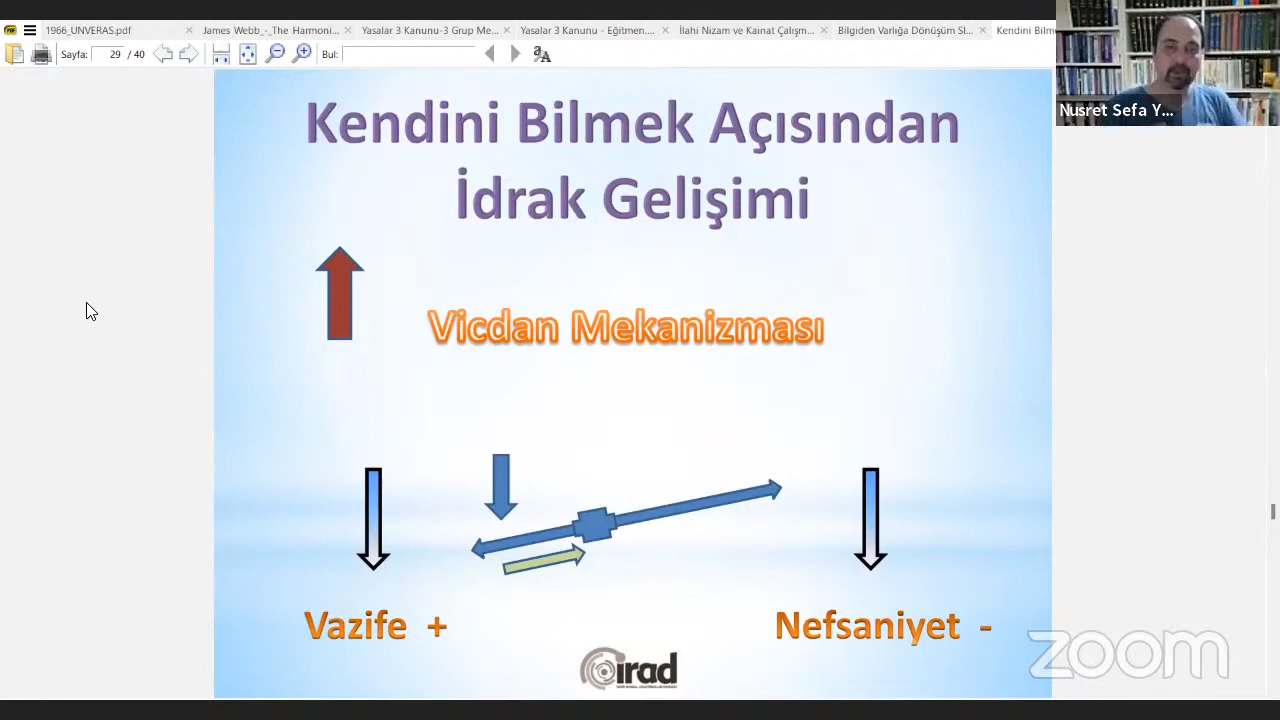 1966_UNVERAS.pdf
James Webb_-_The Harmoni...
Yasalar 3 Kanunu-3 Grup Me...
Yasalar 3 Kanunu - Eğitmen....
İlahi Nizam ve Kainat Çalışm...
Bilgiden Varlığa Dönüşüm Sl...
Kendini Bilm
Sayfa: 29 / 40
Bul:
Nusret Sefa Y...
Kendini Bilmek Açısından
İdrak Gelişimi
Vicdan Mekanizması
Vazife +
Nefsaniyet -
irad
zoom